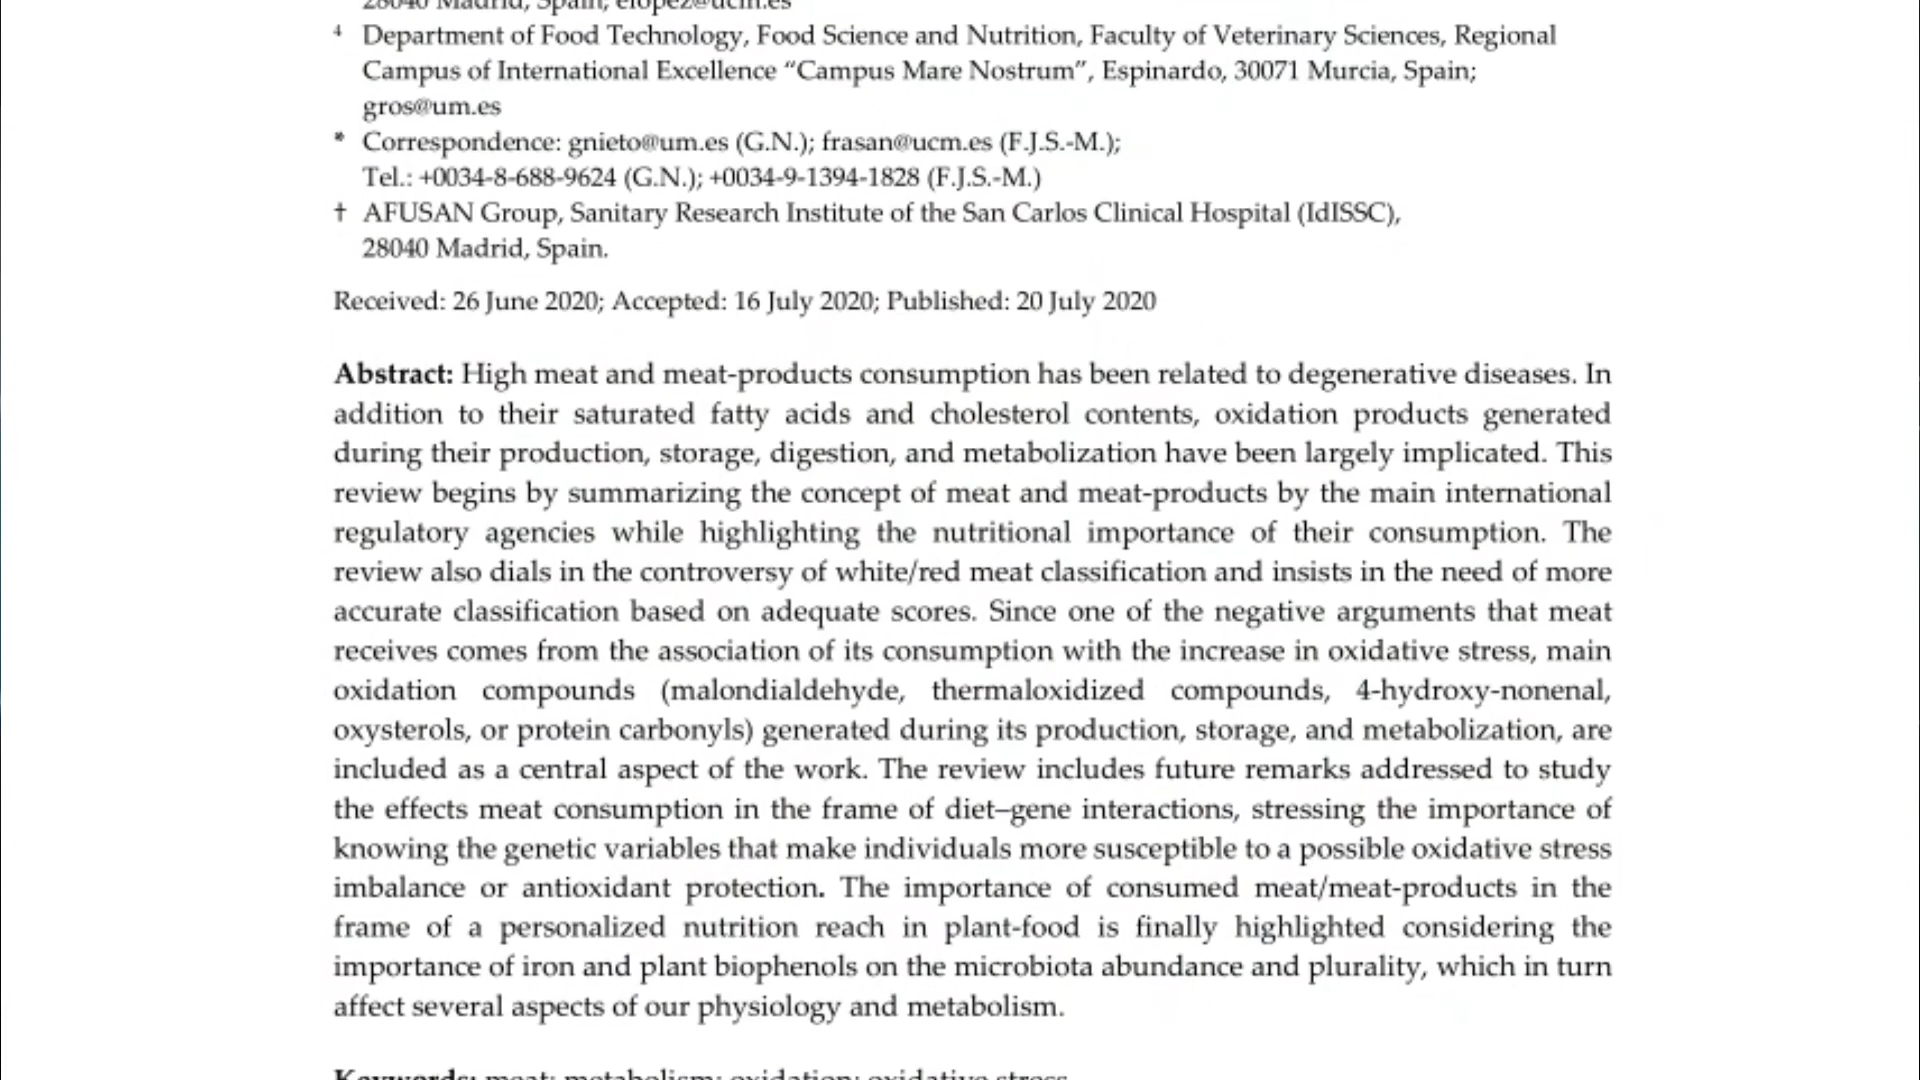 28040 Madrid, Spain; elopez@ucm.es
4 Department of Food Technology, Food Science and Nutrition, Faculty of Veterinary Sciences, Regional
Campus of International Excellence “Campus Mare Nostrum”, Espinardo, 30071 Murcia, Spain;
gros@um.es
* Correspondence: gnieto@um.es (G.N.); frasan@ucm.es (F.J.S.-M.);
Tel.: +0034-8-688-9624 (G.N.); +0034-9-1394-1828 (F.J.S.-M.)
† AFUSAN Group, Sanitary Research Institute of the San Carlos Clinical Hospital (IdISSC),
28040 Madrid, Spain.
Received: 26 June 2020; Accepted: 16 July 2020; Published: 20 July 2020
Abstract: High meat and meat-products consumption has been related to degenerative diseases. In
addition to their saturated fatty acids and cholesterol contents, oxidation products generated
during their production, storage, digestion, and metabolization have been largely implicated. This
review begins by summarizing the concept of meat and meat-products by the main international
regulatory agencies while highlighting the nutritional importance of their consumption. The
review also dials in the controversy of white/red meat classification and insists in the need of more
accurate classification based on adequate scores. Since one of the negative arguments that meat
receives comes from the association of its consumption with the increase in oxidative stress, main
oxidation compounds (malondialdehyde, thermaloxidized compounds, 4-hydroxy-nonenal,
oxysterols, or protein carbonyls) generated during its production, storage, and metabolization, are
included as a central aspect of the work. The review includes future remarks addressed to study
the effects meat consumption in the frame of diet–gene interactions, stressing the importance of
knowing the genetic variables that make individuals more susceptible to a possible oxidative stress
imbalance or antioxidant protection. The importance of consumed meat/meat-products in the
frame of a personalized nutrition reach in plant-food is finally highlighted considering the
importance of iron and plant biophenols on the microbiota abundance and plurality, which in turn
affect several aspects of our physiology and metabolism.
Keywords: meat; metabolism; oxidation; oxidative stress